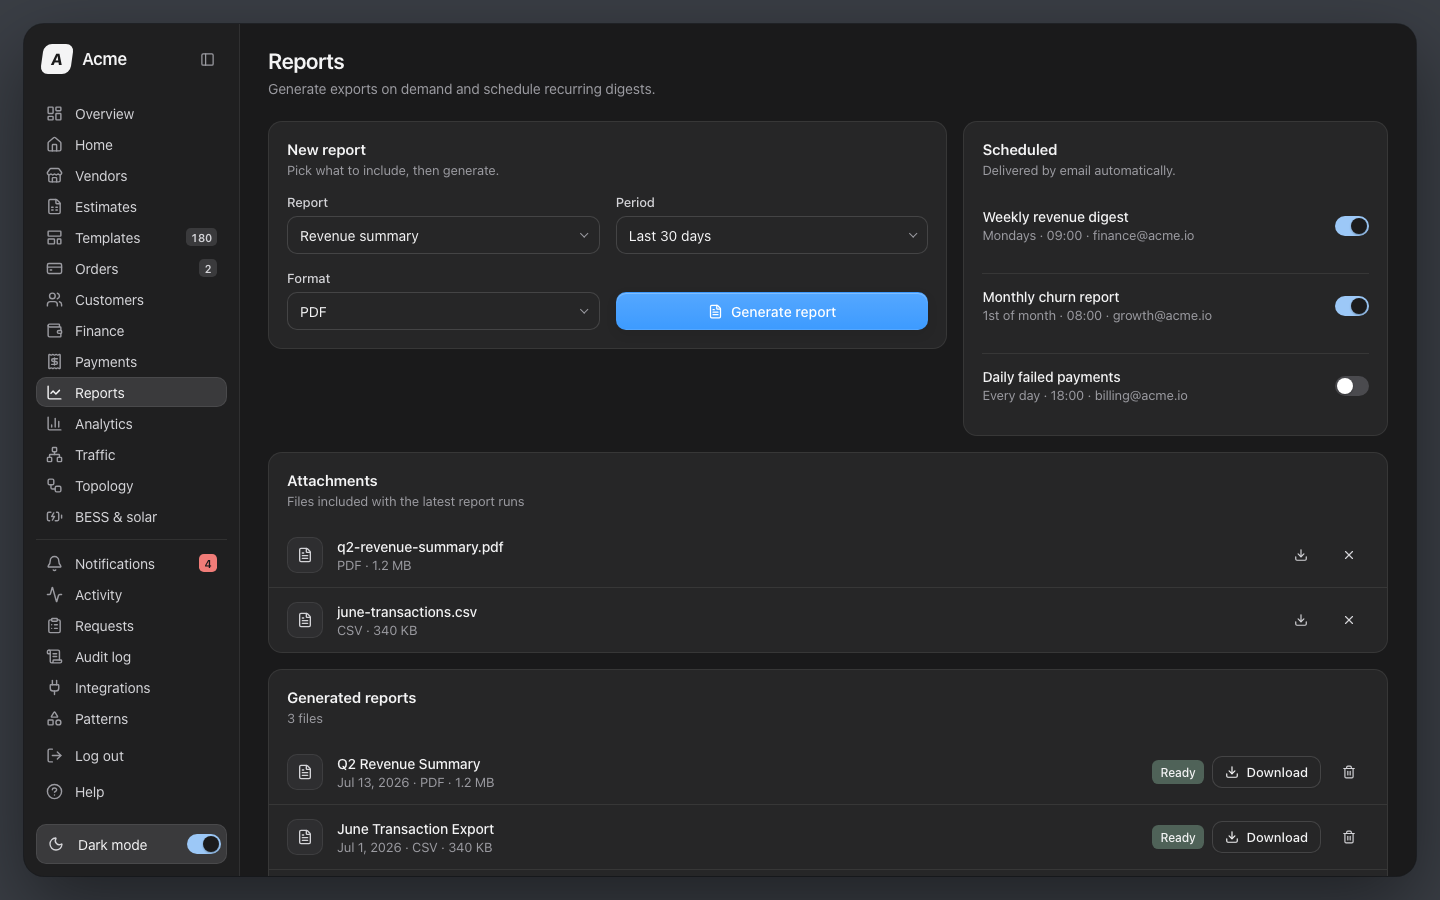 A Acme
Overview
Home
Vendors
Estimates
Templates 180
Orders 2
Customers
Finance
Payments
Reports
Analytics
Traffic
Topology
BESS & solar
Notifications 4
Activity
Requests
Audit log
Integrations
Patterns
Log out
Help
Dark mode
Reports
Generate exports on demand and schedule recurring digests.
New report
Pick what to include, then generate.
Report
Revenue summary
Period
Last 30 days
Format
PDF
Generate report
Scheduled
Delivered by email automatically.
Weekly revenue digest
Mondays · 09:00 · finance@acme.io
Monthly churn report
1st of month · 08:00 · growth@acme.io
Daily failed payments
Every day · 18:00 · billing@acme.io
Attachments
Files included with the latest report runs
q2-revenue-summary.pdf
PDF · 1.2 MB
june-transactions.csv
CSV · 340 KB
Generated reports
3 files
Q2 Revenue Summary
Jul 13, 2026 · PDF · 1.2 MB
Ready Download
June Transaction Export
Jul 1, 2026 · CSV · 340 KB
Ready Download